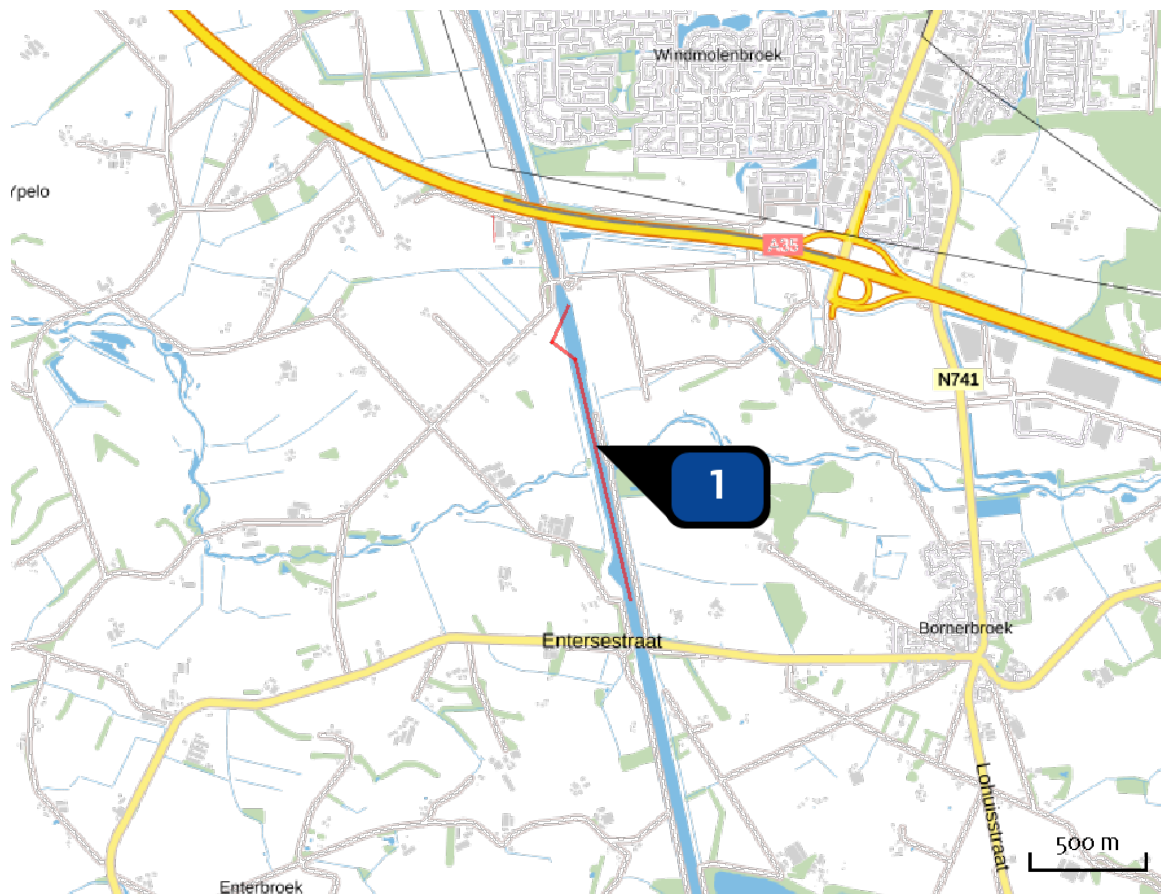 Windmolenbroek
Ypelo
A35
N741
1
Bornerbroek
Entersestraat
Lohuisstraat
500 m
Enterbroek